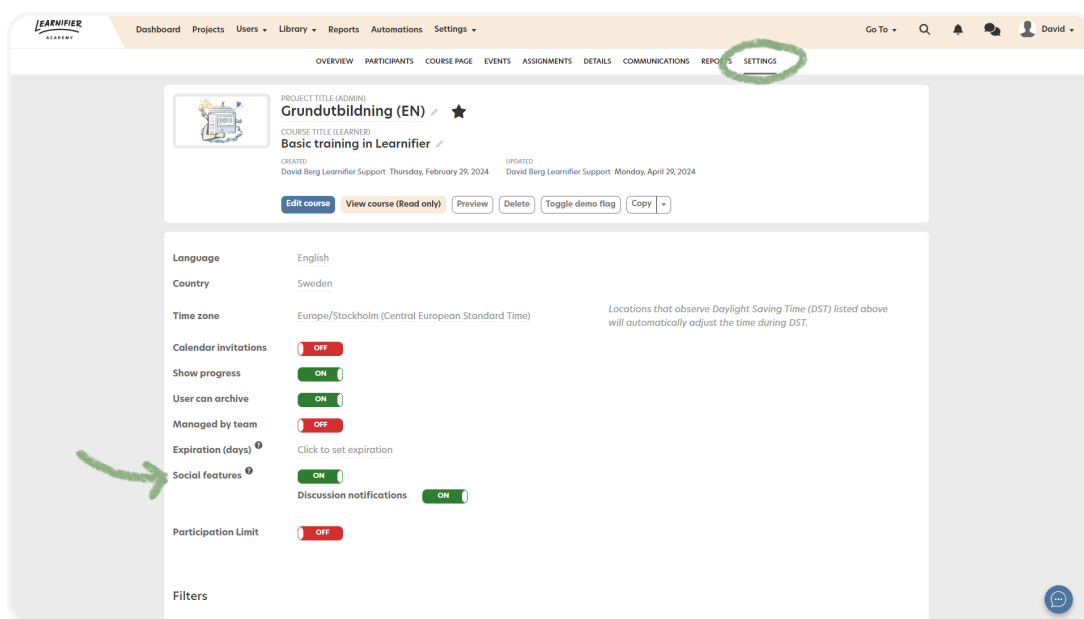 LEARNIFIER
ACADEMY
Dashboard Projects Users Library Reports Automations Settings Go To David
OVERVIEW PARTICIPANTS COURSE PAGE EVENTS ASSIGNMENTS DETAILS COMMUNICATIONS REPORTS SETTINGS
PROJECT TITLE (ADMIN)
Grundutbildning (EN)
COURSE TITLE (LEARNER)
Basic training in Learnifier
CREATED UPDATED
David Berg Learnifier Support Thursday, February 29, 2024 David Berg Learnifier Support Monday, April 29, 2024
Edit course View course (Read only) Preview Delete Toggle demo flag Copy
Language English
Country Sweden
Time zone Europe/Stockholm (Central European Standard Time)
Locations that observe Daylight Saving Time (DST) listed above
will automatically adjust the time during DST.
Calendar invitations OFF
Show progress ON
User can archive ON
Managed by team OFF
Expiration (days) ? Click to set expiration
Social features ? ON
Discussion notifications ON
Participation Limit OFF
Filters